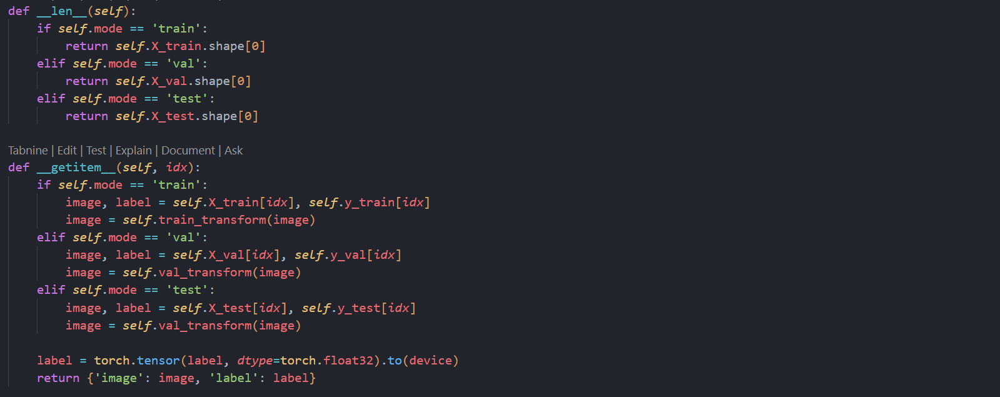 def __len__(self):
    if self.mode == 'train':
        return self.X_train.shape[0]
    elif self.mode == 'val':
        return self.X_val.shape[0]
    elif self.mode == 'test':
        return self.X_test.shape[0]

Tabnine | Edit | Test | Explain | Document | Ask
def __getitem__(self, idx):
    if self.mode == 'train':
        image, label = self.X_train[idx], self.y_train[idx]
        image = self.train_transform(image)
    elif self.mode == 'val':
        image, label = self.X_val[idx], self.y_val[idx]
        image = self.val_transform(image)
    elif self.mode == 'test':
        image, label = self.X_test[idx], self.y_test[idx]
        image = self.val_transform(image)

    label = torch.tensor(label, dtype=torch.float32).to(device)
    return {'image': image, 'label': label}